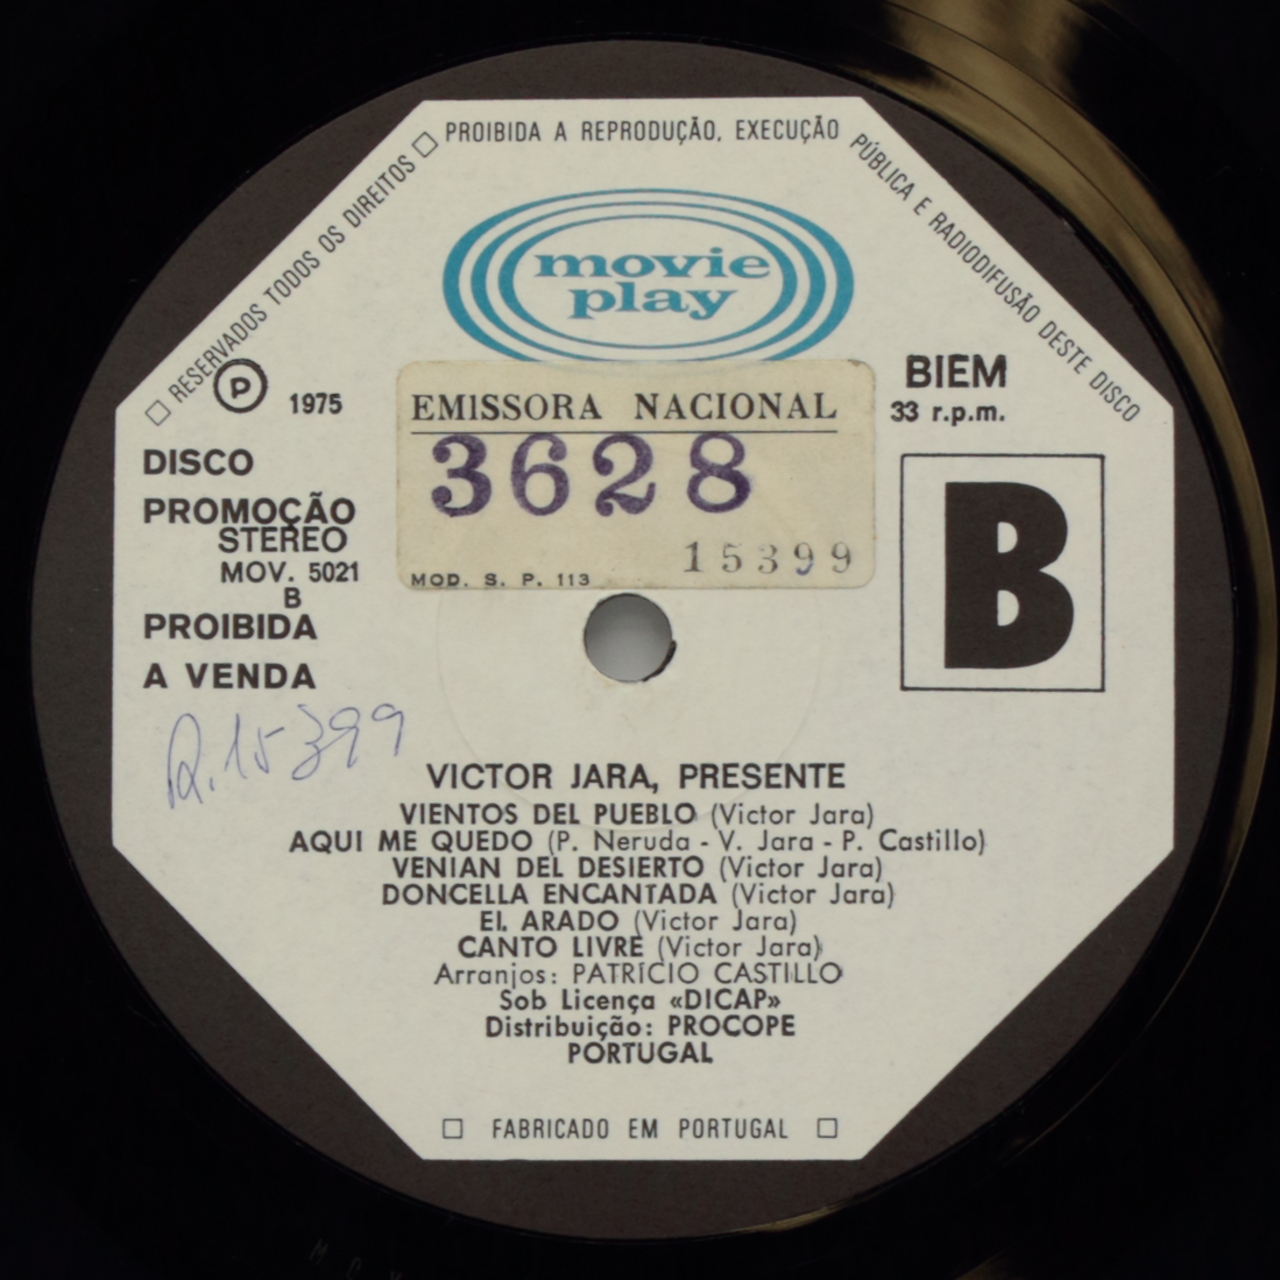 RESERVADOS TODOS OS DIREITOS
PROIBIDA A REPRODUÇÃO, EXECUÇÃO
PÚBLICA E RADIODIFUSÃO DESTE DISCO
movie
play
P 1975
EMISSORA NACIONAL
3628
15399
MOD. S. P. 113
BIEM
33 r.p.m.
B
DISCO
PROMOÇÃO
STEREO
MOV. 5021
B
PROIBIDA
A VENDA
R.15399
VICTOR JARA, PRESENTE
VIENTOS DEL PUEBLO (Victor Jara)
AQUI ME QUEDO (P. Neruda - V. Jara - P. Castillo)
VENIAN DEL DESIERTO (Victor Jara)
DONCELLA ENCANTADA (Victor Jara)
EL ARADO (Victor Jara)
CANTO LIVRE (Victor Jara)
Arranjos: PATRÍCIO CASTILLO
Sob Licença «DICAP»
Distribuição: PROCOPE
PORTUGAL
FABRICADO EM PORTUGAL